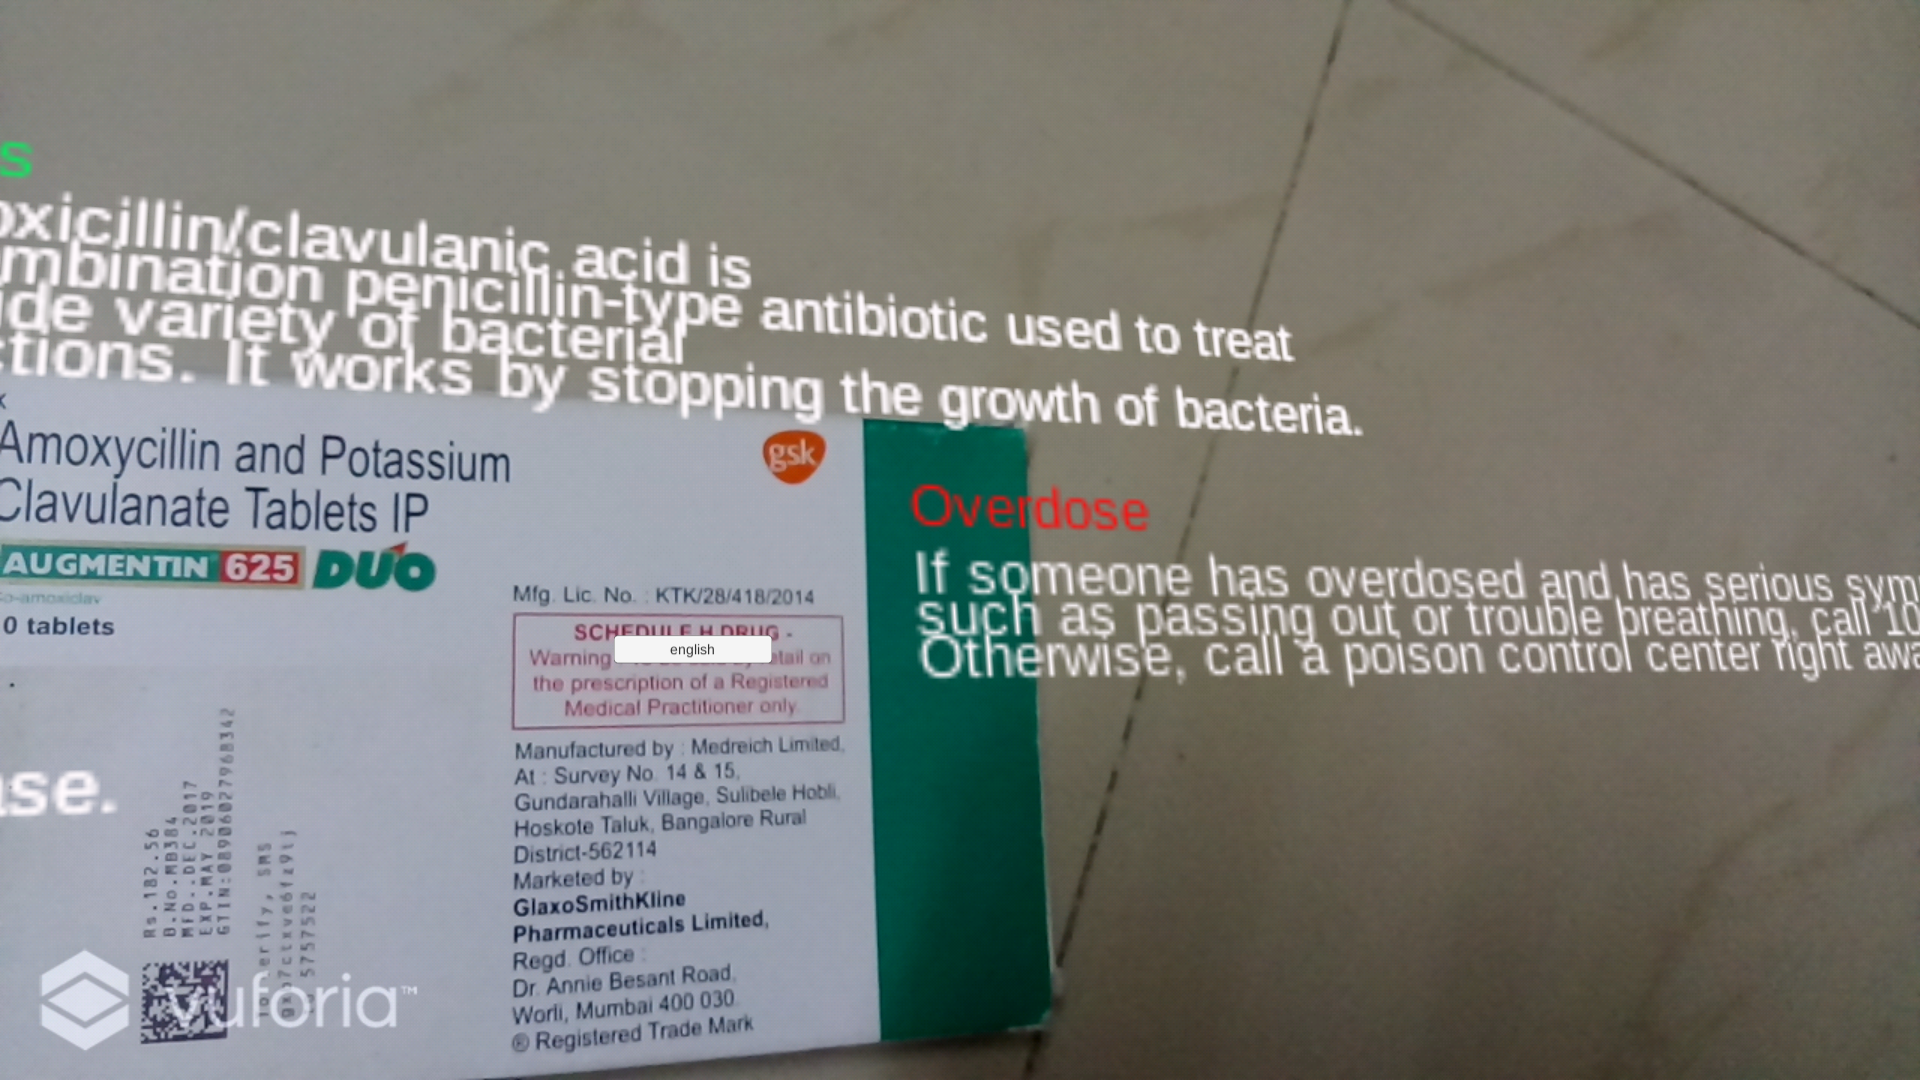 s
oxicillin/clavulanic acid is
mbination penicillin-type antibiotic used to treat
ide variety of bacterial
ctions. It works by stopping the growth of bacteria.
Amoxycillin and Potassium
Clavulanate Tablets IP
gsk
AUGMENTIN 625 DUO
co-amoxiclav
0 tablets
Overdose
If someone has overdosed and has serious sym
such as passing out or trouble breathing, call 10
Otherwise, call a poison control center right awa
Mfg. Lic. No. : KTK/28/418/2014
SCHEDULE H DRUG -
english
Warning etail on
the prescription of a Registered
Medical Practitioner only.
Manufactured by : Medreich Limited,
At : Survey No. 14 & 15,
Gundarahalli Village, Sulibele Hobli,
Hoskote Taluk, Bangalore Rural
District-562114
Marketed by :
GlaxoSmithKline
Pharmaceuticals Limited,
Regd. Office :
Dr. Annie Besant Road,
Worli, Mumbai 400 030.
® Registered Trade Mark
ase.
Rs.182.56
B.No.MB384
MFD.DEC.2017
EXP.MAY 2019
GTIN:08906027968342
erify, SMS
5757522
vuforia™